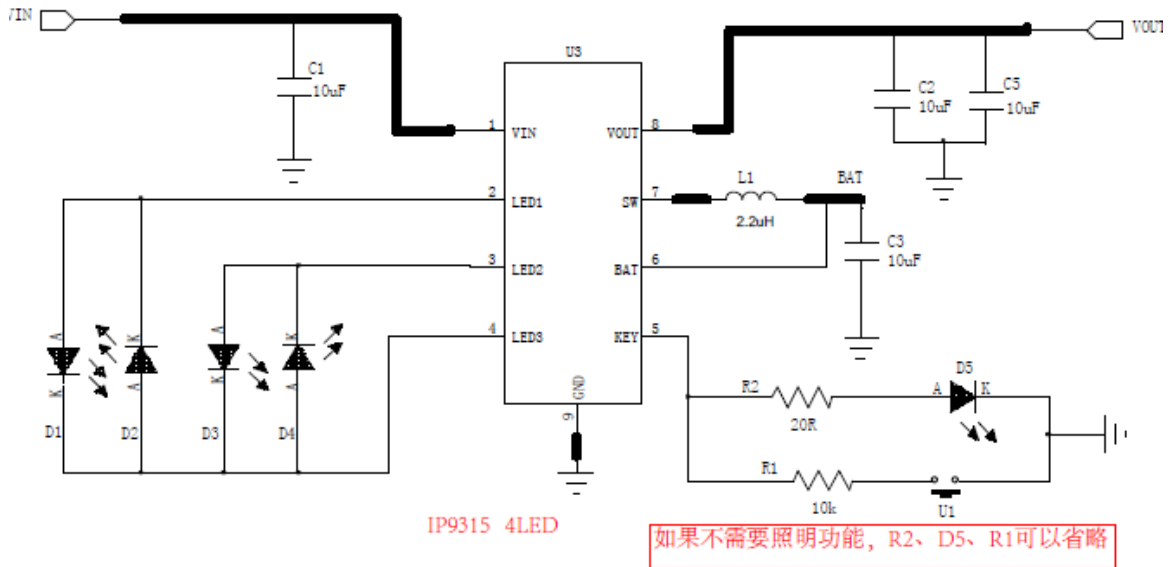 VIN
VOUT
U3
C1
10uF
C2
10uF
C5
10uF
1
VIN
VOUT
8
2
LED1
SW
7
L1
2.2uH
BAT
C3
10uF
3
LED2
BAT
6
4
LED3
KEY
5
GND
9
A
K
D1
K
A
D2
A
K
D3
K
A
D4
R2
20R
A
D5
K
R1
10k
U1
IP9315 4LED
如果不需要照明功能，R2、D5、R1可以省略